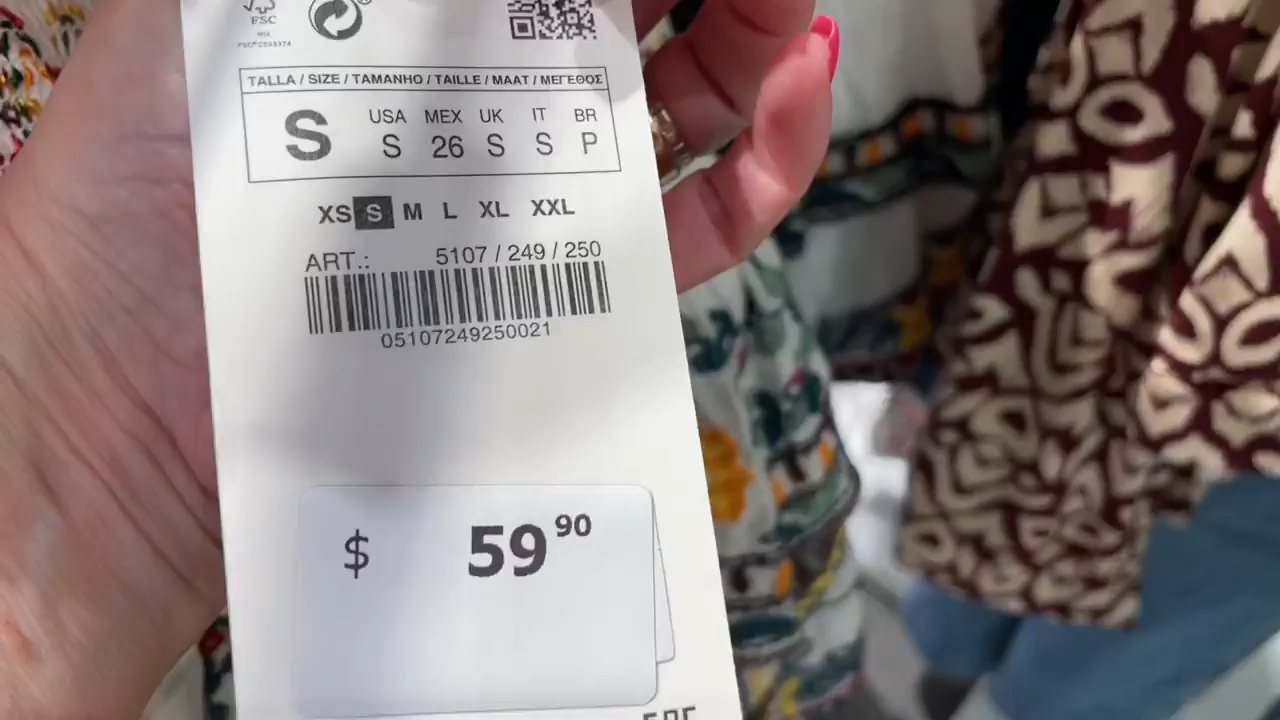 FSC
MIX
TALLA / SIZE / TAMANHO / TAILLE / MAAT / ΜΕΓΕΘΟΣ
S
USA MEX UK IT BR
S 26 S S P
XS S M L XL XXL
ART.: 5107 / 249 / 250
05107249250021
$ 59 90